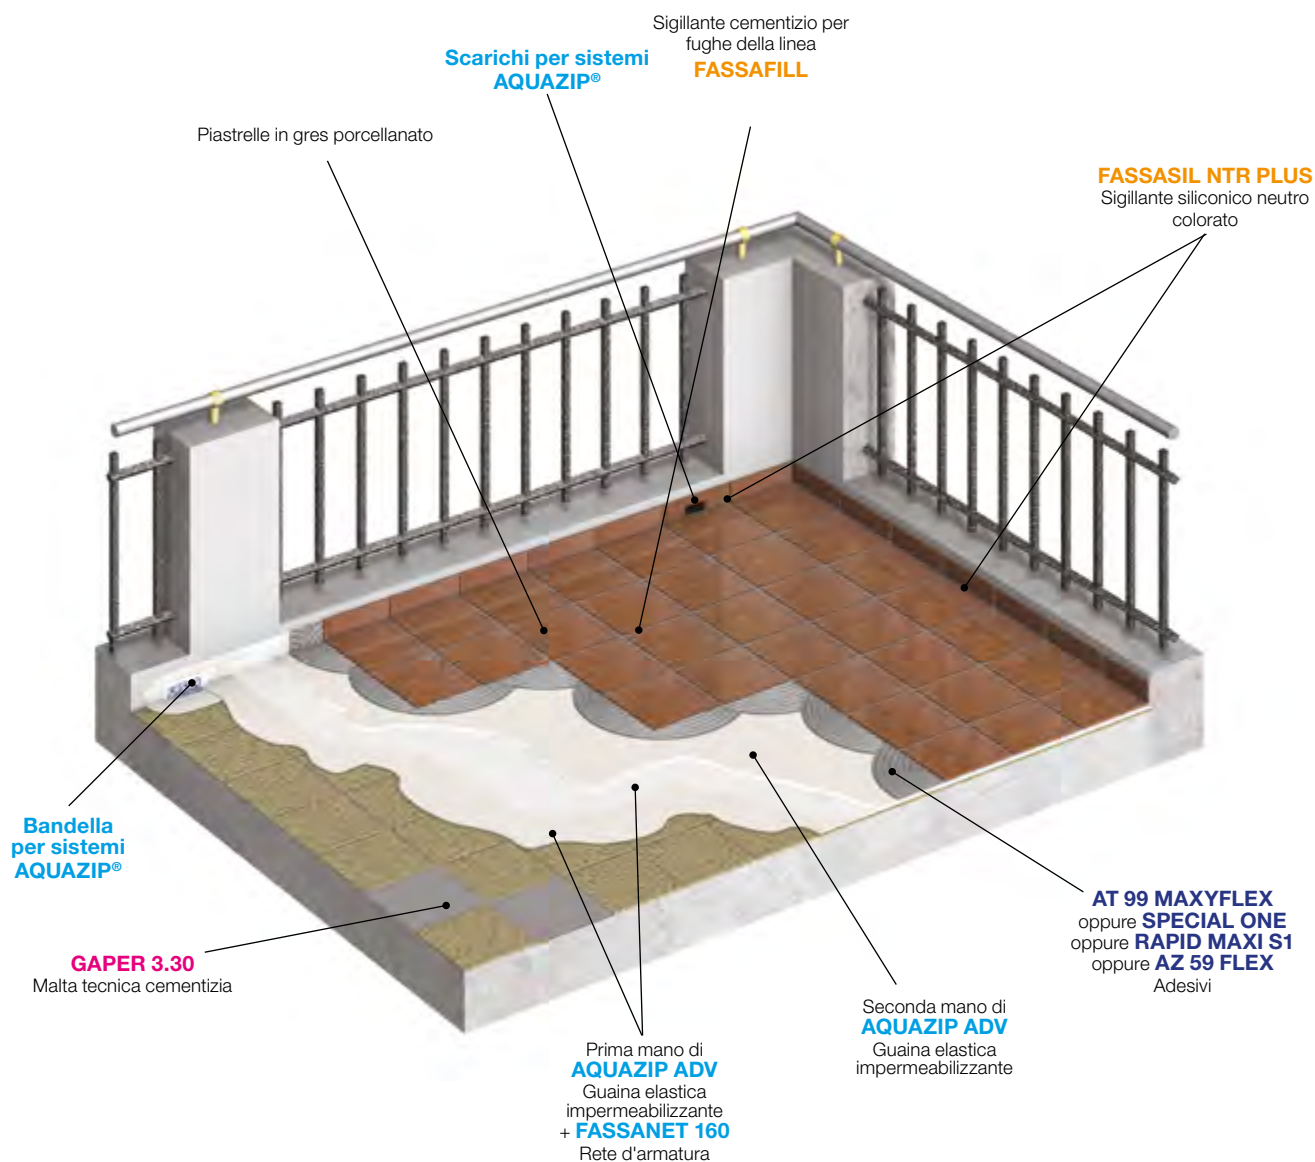 Sigillante cementizio per
fughe della linea
FASSAFILL
Scarichi per sistemi
AQUAZIP®
Piastrelle in gres porcellanato
FASSASIL NTR PLUS
Sigillante siliconico neutro
colorato
Bandella
per sistemi
AQUAZIP®
GAPER 3.30
Malta tecnica cementizia
Prima mano di
AQUAZIP ADV
Guaina elastica
impermeabilizzante
+ FASSANET 160
Rete d'armatura
Seconda mano di
AQUAZIP ADV
Guaina elastica
impermeabilizzante
AT 99 MAXYFLEX
oppure SPECIAL ONE
oppure RAPID MAXI S1
oppure AZ 59 FLEX
Adesivi